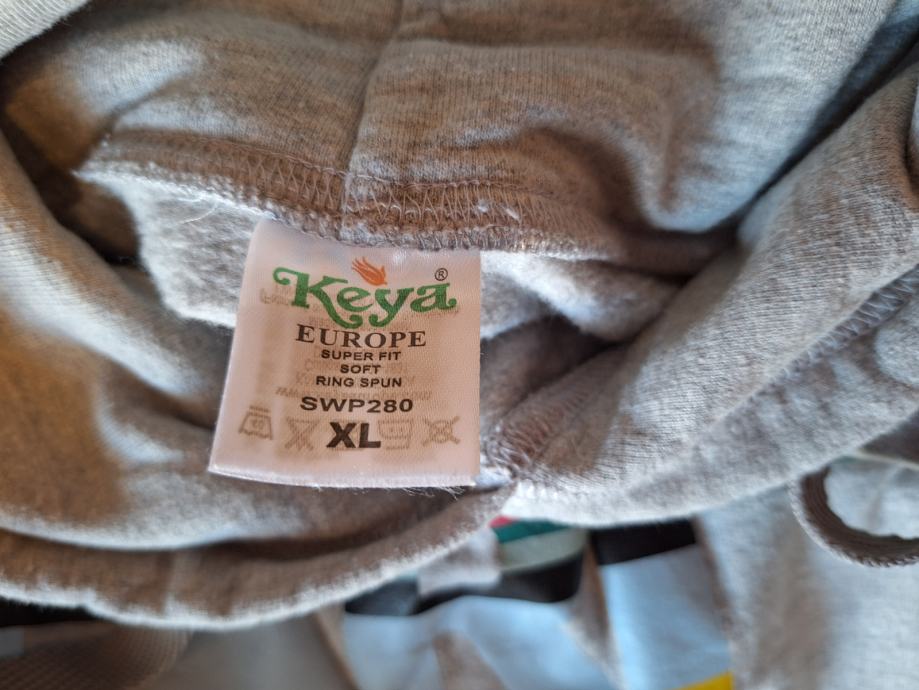 Keya®
EUROPE
SUPER FIT
SOFT
RING SPUN
SWP280
XL